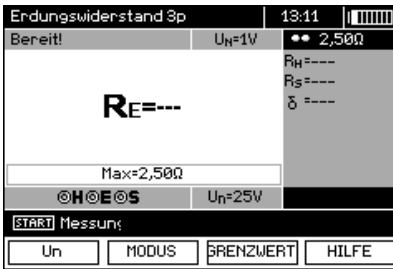 Erdungswiderstand 3p 13:11
Bereit! UN=1V ●● 2,50Ω
RH=---
RS=---
δ =---
RE=---
Max=2,50Ω
◎H◎E◎S Un=25V
START Messung
Un MODUS GRENZWERT HILFE